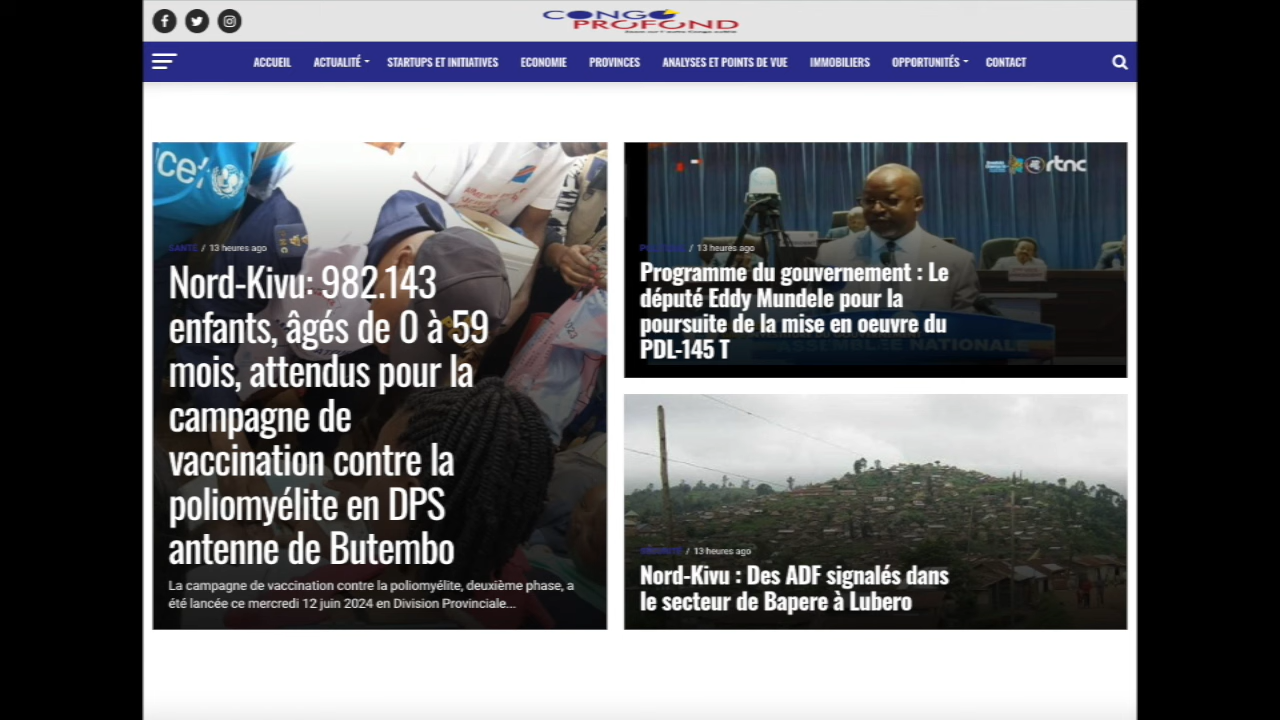 CONGO
PROFOND
ACCUEIL
ACTUALITÉ
STARTUPS ET INITIATIVES
ECONOMIE
PROVINCES
ANALYSES ET POINTS DE VUE
IMMOBILIERS
OPPORTUNITÉS
CONTACT
cef
SANTÉ / 13 heures ago
Nord-Kivu: 982.143
enfants, âgés de 0 à 59
mois, attendus pour la
campagne de
vaccination contre la
poliomyélite en DPS
antenne de Butembo
La campagne de vaccination contre la poliomyélite, deuxième phase, a
été lancée ce mercredi 12 juin 2024 en Division Provinciale...
rtnc
/ 13 heures ago
Programme du gouvernement : Le
député Eddy Mundele pour la
poursuite de la mise en oeuvre du
PDL-145 T
ASSEMBLEE NATIONALE
/ 13 heures ago
Nord-Kivu : Des ADF signalés dans
le secteur de Bapere à Lubero